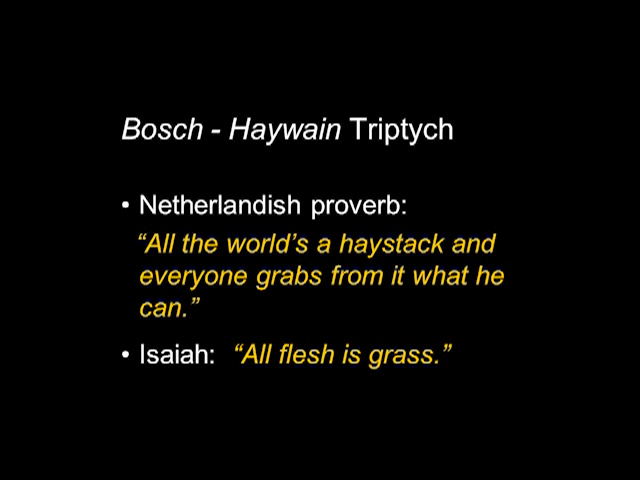 Bosch - Haywain Triptych
• Netherlandish proverb:
“All the world’s a haystack and
everyone grabs from it what he
can.”
• Isaiah: “All flesh is grass.”